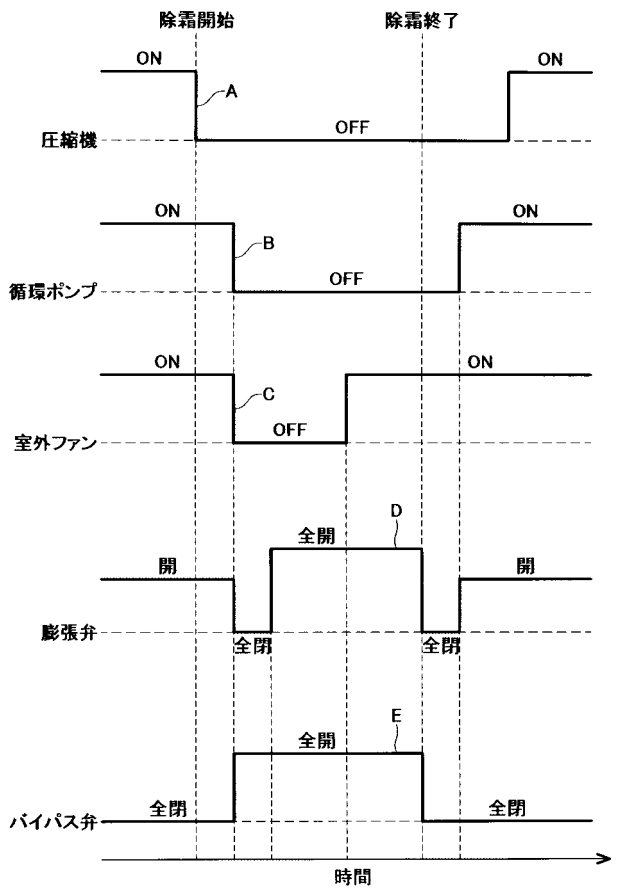 除霜開始
除霜終了
ON
ON
A
OFF
圧縮機
ON
ON
B
OFF
循環ポンプ
ON
ON
C
OFF
室外ファン
D
全開
開
開
膨張弁
全閉
全閉
E
全開
全閉
全閉
バイパス弁
時間